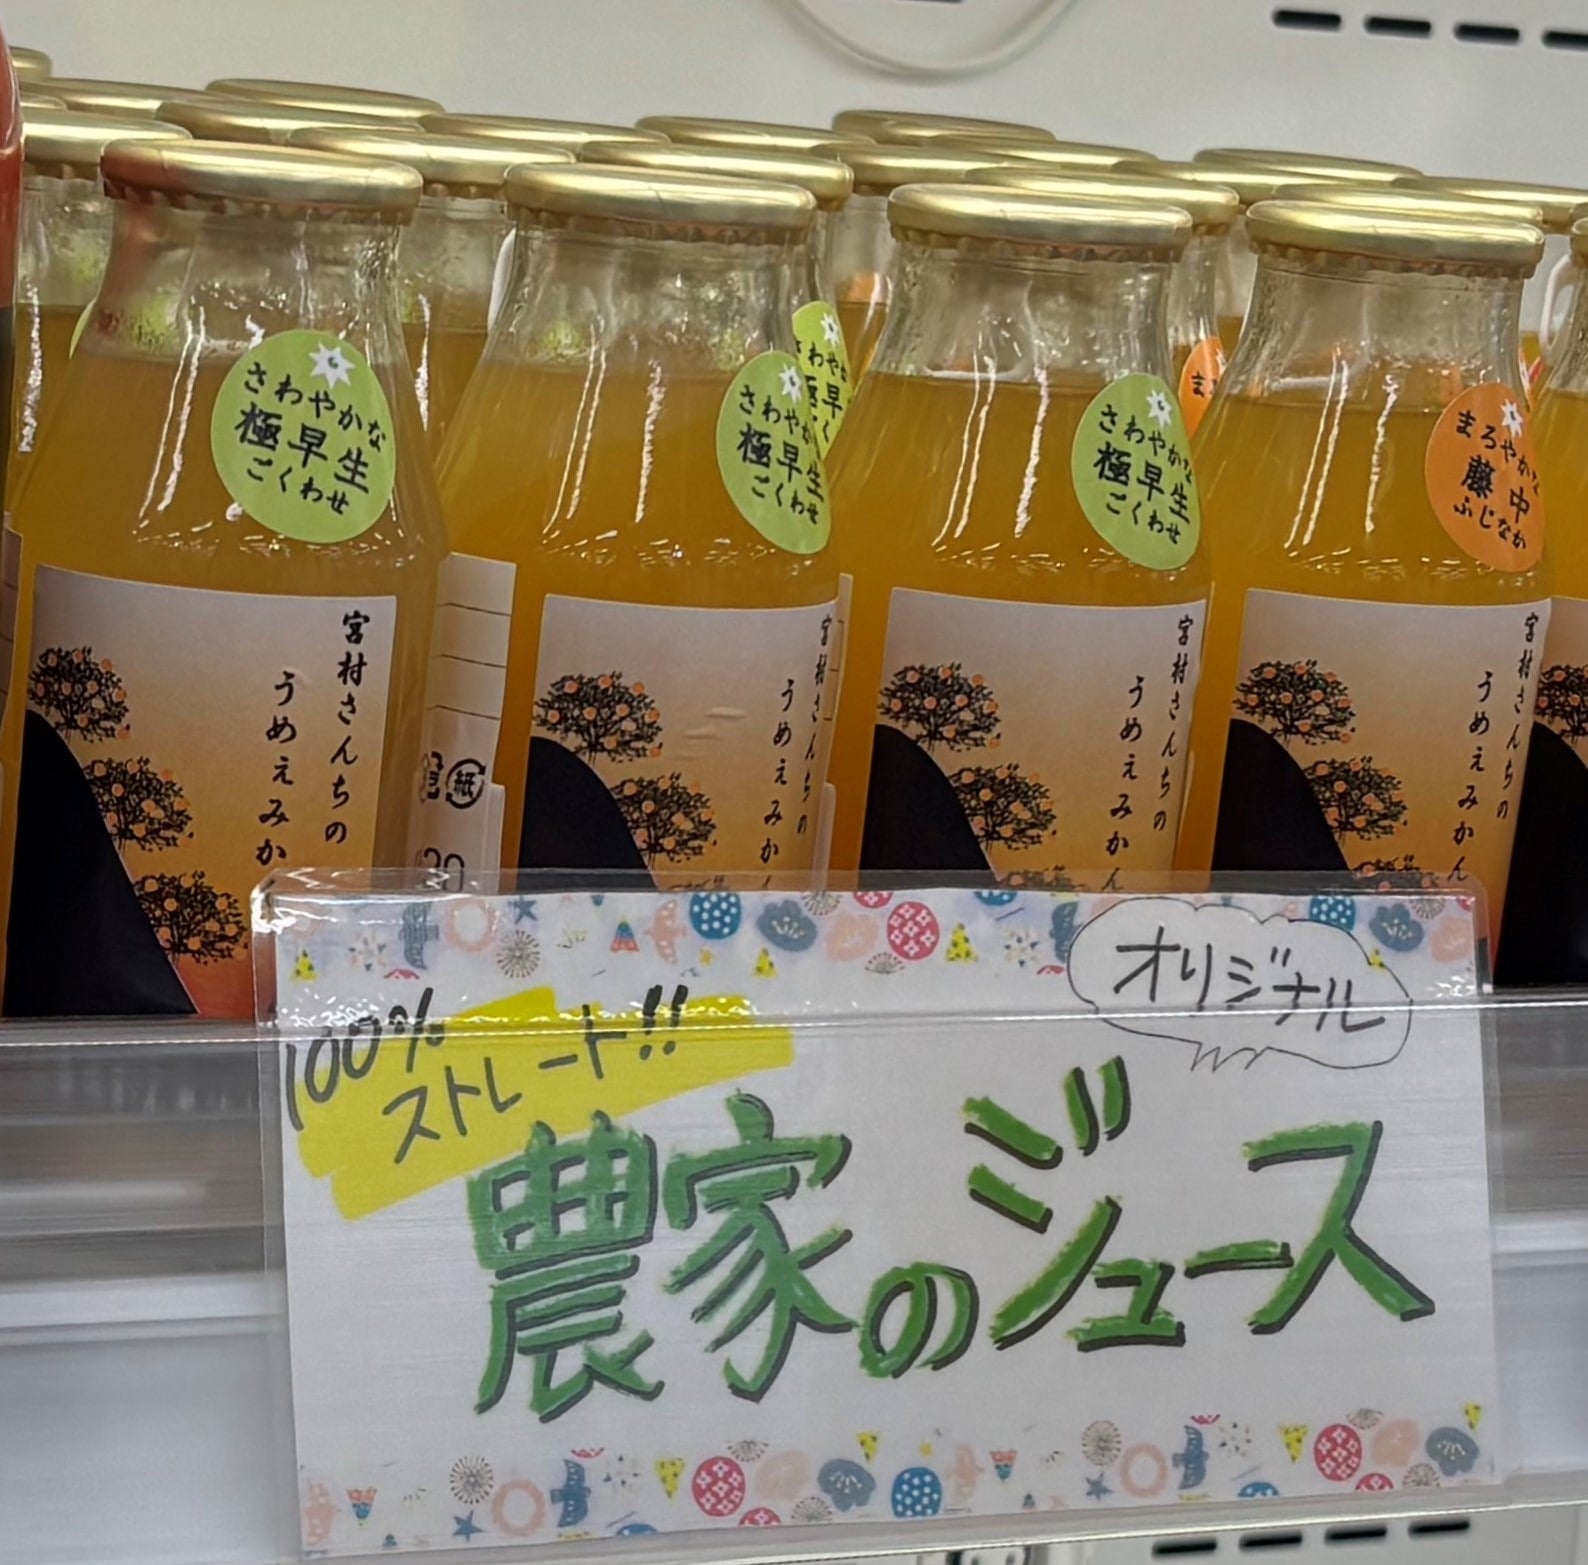 さわやかな
極早生
ごくわせ
さわやか
極早生
ごくわせ
さわやかな
極早生
ごくわせ
まろやかな
藤中
ふじなか
宮村さんちの
うめぇみかん
宮村さんちの
うめぇみかん
宮村さんちの
うめぇみかん
宮村さんちの
うめぇみかん
紙
オリジナル
100%
ストレート!!
農家のジュース